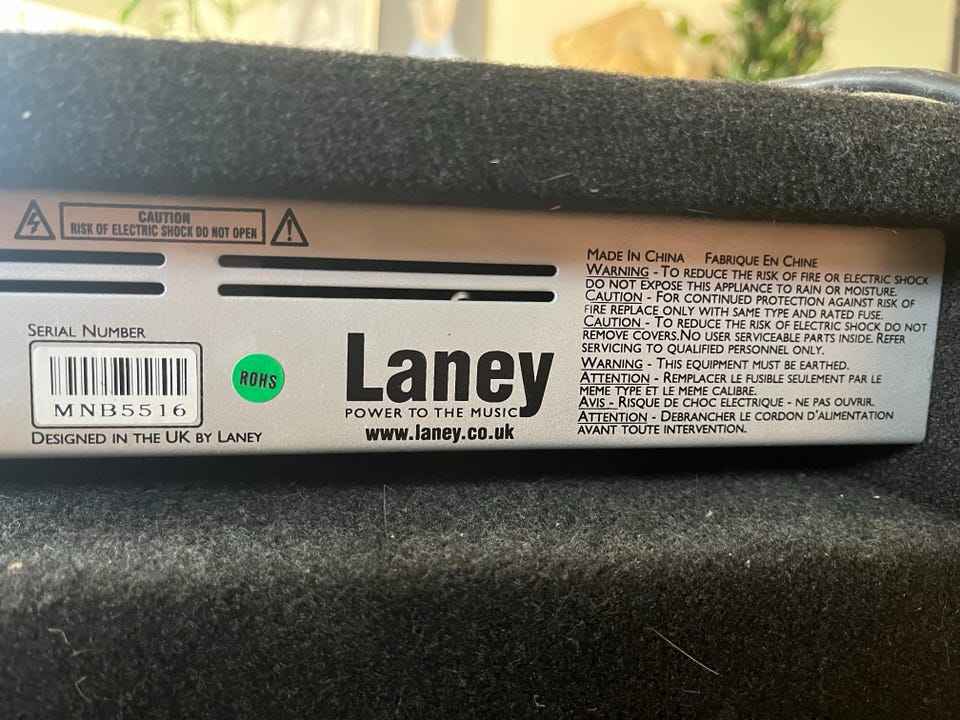 CAUTION
RISK OF ELECTRIC SHOCK DO NOT OPEN
SERIAL NUMBER
MNB5516
DESIGNED IN THE UK BY LANEY
ROHS
Laney
POWER TO THE MUSIC
www.laney.co.uk
MADE IN CHINA FABRIQUE EN CHINE
WARNING - TO REDUCE THE RISK OF FIRE OR ELECTRIC SHOCK
DO NOT EXPOSE THIS APPLIANCE TO RAIN OR MOISTURE.
CAUTION - FOR CONTINUED PROTECTION AGAINST RISK OF
FIRE REPLACE ONLY WITH SAME TYPE AND RATED FUSE.
CAUTION - TO REDUCE THE RISK OF ELECTRIC SHOCK DO NOT
REMOVE COVERS.NO USER SERVICEABLE PARTS INSIDE. REFER
SERVICING TO QUALIFIED PERSONNEL ONLY.
WARNING - THIS EQUIPMENT MUST BE EARTHED.
ATTENTION - REMPLACER LE FUSIBLE SEULEMENT PAR LE
MEME TYPE ET LE MEME CALIBRE.
AVIS - RISQUE DE CHOC ELECTRIQUE - NE PAS OUVRIR.
ATTENTION - DEBRANCHER LE CORDON D'ALIMENTATION
AVANT TOUTE INTERVENTION.